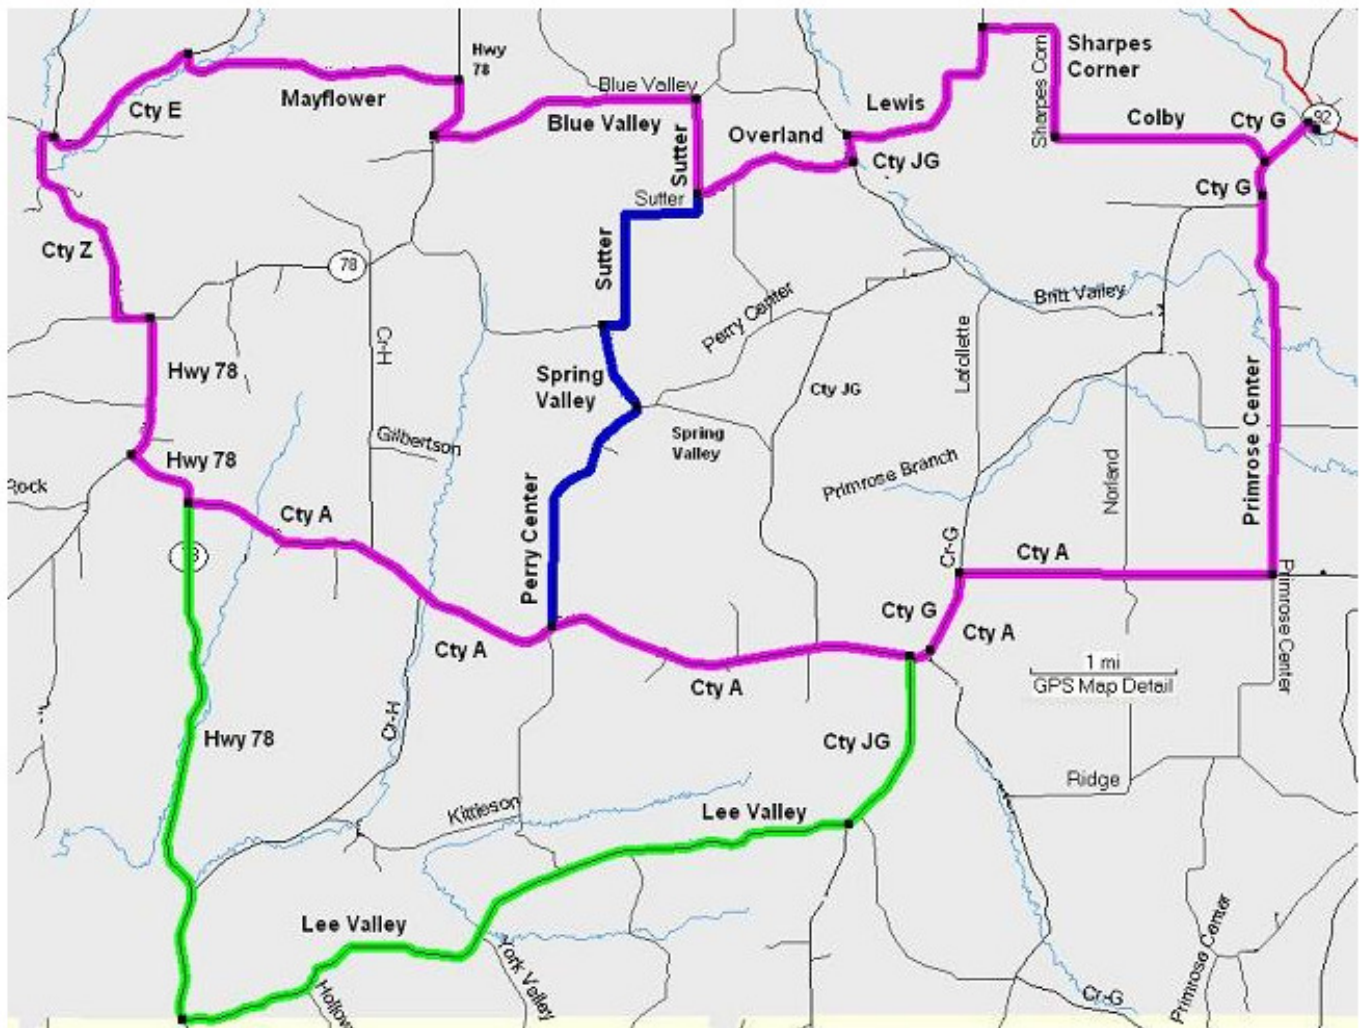 Hwy
78
Sharpes
Corner
Cty E
Mayflower
Blue Valley
Blue Valley
Lewis
Sharpes Corn
Colby
Cty G
92
Overland
Sutter
Cty JG
Cty G
Sutter
Cty Z
Sutter
78
Britt Valley
Perry Center
Cr-H
Hwy 78
Spring
Valley
Cty JG
Lafollette
Primrose Center
Gilbertson
Spring
Valley
Hwy 78
Primrose Branch
Norland
Rock
Cty A
Perry Center
78
Cr-G
Cty A
Primrose Center
Cty G
Cty A
Cty A
Cty A
1 mi
GPS Map Detail
Cr-H
Hwy 78
Cty JG
Ridge
Kittleson
Lee Valley
Lee Valley
York Valley
Hollow
Primrose Center
Cr-G